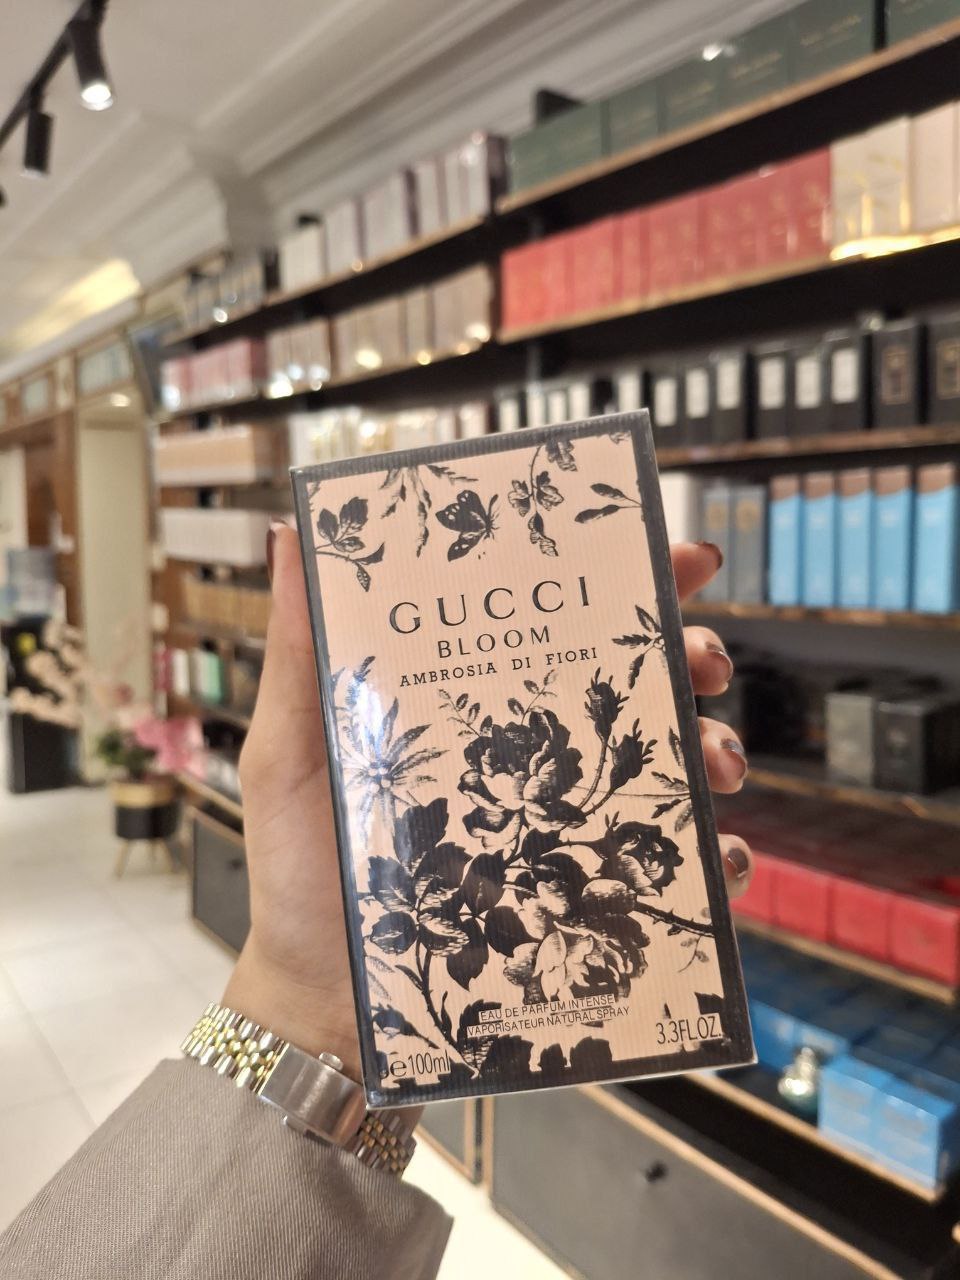 GUCCI
BLOOM
AMBROSIA DI FIORI
EAU DE PARFUM INTENSE
VAPORISATEUR NATURAL SPRAY
e100ml
3.3FL.OZ.